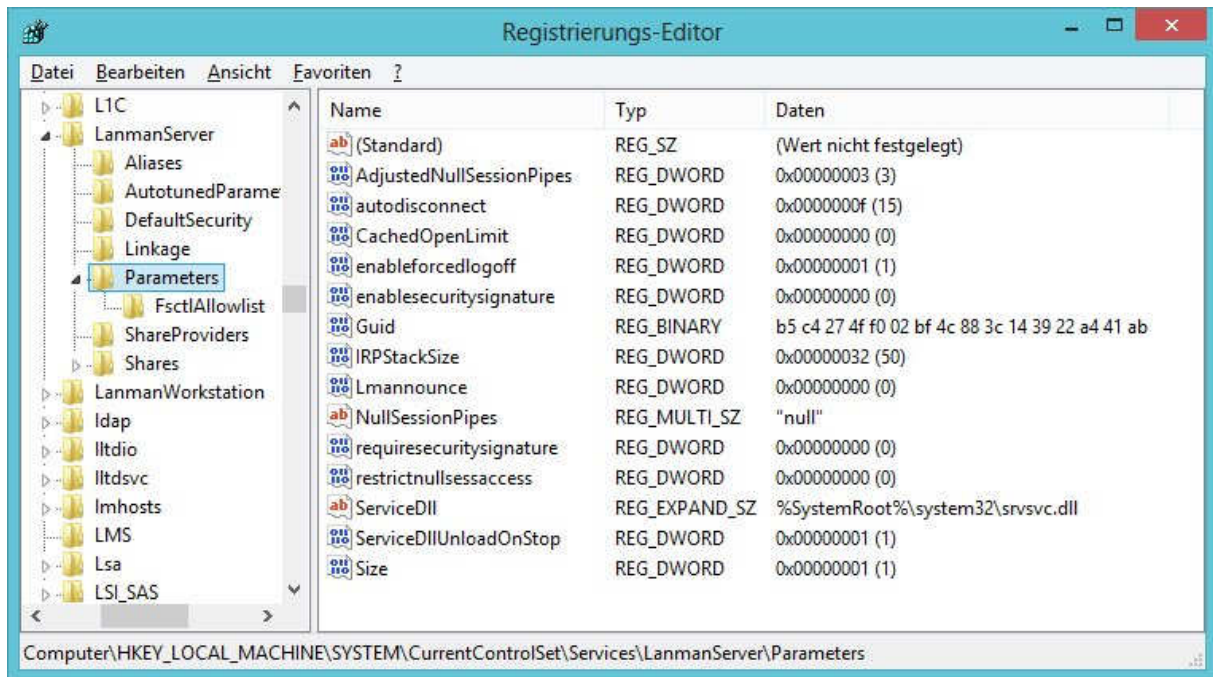 Registrierungs-Editor
Datei Bearbeiten Ansicht Favoriten ?
L1C
LanmanServer
Aliases
AutotunedParame
DefaultSecurity
Linkage
Parameters
FsctlAllowlist
ShareProviders
Shares
LanmanWorkstation
ldap
lltdio
lltdsvc
lmhosts
LMS
Lsa
LSI_SAS
Name Typ Daten
(Standard) REG_SZ (Wert nicht festgelegt)
AdjustedNullSessionPipes REG_DWORD 0x00000003 (3)
autodisconnect REG_DWORD 0x0000000f (15)
CachedOpenLimit REG_DWORD 0x00000000 (0)
enableforcedlogoff REG_DWORD 0x00000001 (1)
enablesecuritysignature REG_DWORD 0x00000000 (0)
Guid REG_BINARY b5 c4 27 4f f0 02 bf 4c 88 3c 14 39 22 a4 41 ab
IRPStackSize REG_DWORD 0x00000032 (50)
Lmannounce REG_DWORD 0x00000000 (0)
NullSessionPipes REG_MULTI_SZ "null"
requiresecuritysignature REG_DWORD 0x00000000 (0)
restrictnullsessaccess REG_DWORD 0x00000000 (0)
ServiceDll REG_EXPAND_SZ %SystemRoot%\system32\srvsvc.dll
ServiceDllUnloadOnStop REG_DWORD 0x00000001 (1)
Size REG_DWORD 0x00000001 (1)
Computer\HKEY_LOCAL_MACHINE\SYSTEM\CurrentControlSet\Services\LanmanServer\Parameters